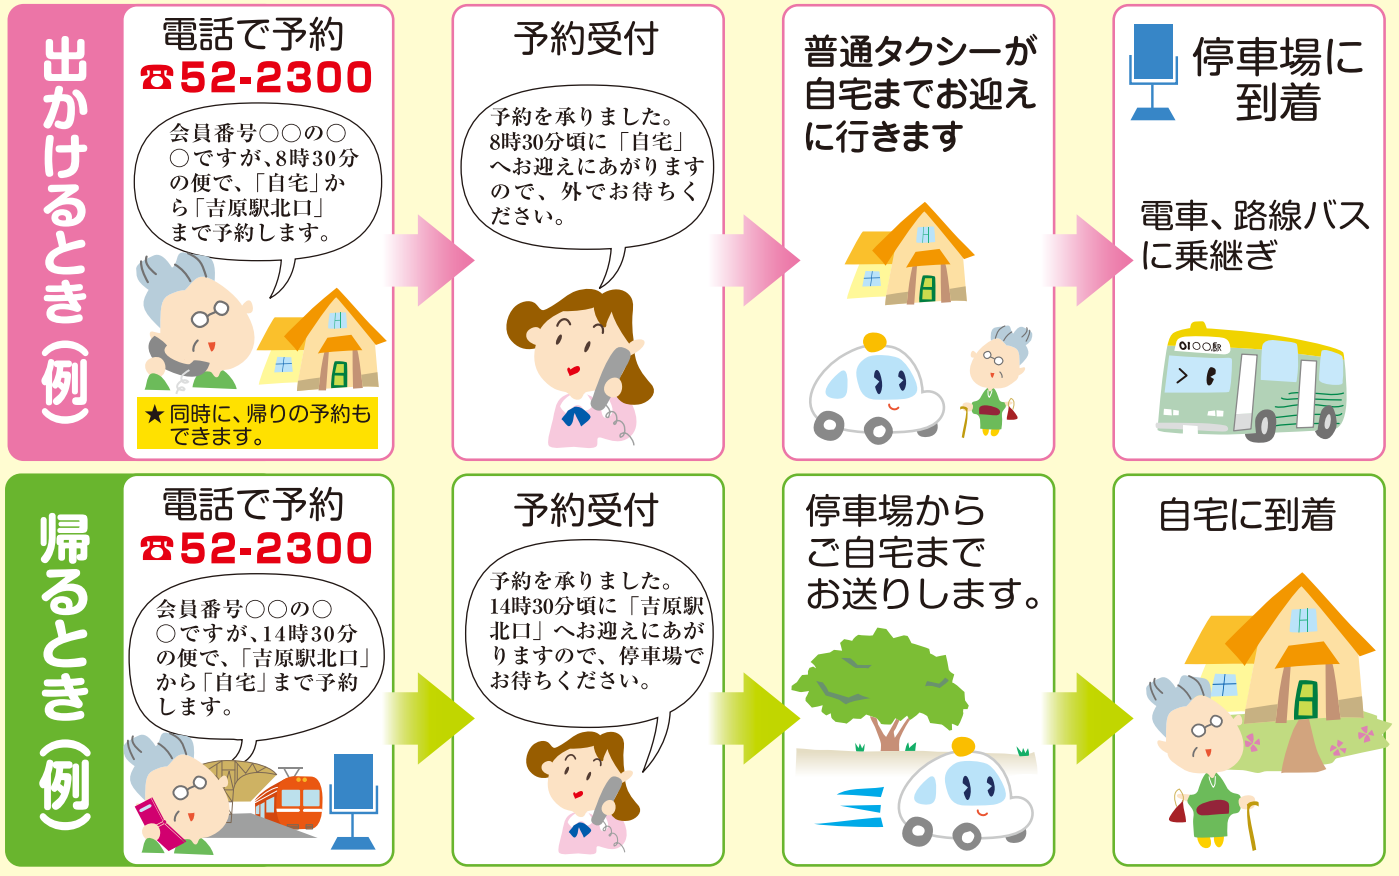 出かけるとき（例）
電話で予約
☎52-2300
会員番号○○の○
○ですが、8時30分
の便で、「自宅」か
ら「吉原駅北口」
まで予約します。
★同時に、帰りの予約も
できます。
予約受付
予約を承りました。
8時30分頃に「自宅」
へお迎えにあがります
ので、外でお待ちく
ださい。
普通タクシーが
自宅までお迎え
に行きます
停車場に
到着
電車、路線バス
に乗継ぎ
01○○駅
帰るとき（例）
電話で予約
☎52-2300
会員番号○○の○
○ですが、14時30分
の便で、「吉原駅北口」
から「自宅」まで予約
します。
予約受付
予約を承りました。
14時30分頃に「吉原駅
北口」へお迎えにあが
りますので、停車場で
お待ちください。
停車場から
ご自宅まで
お送りします。
自宅に到着